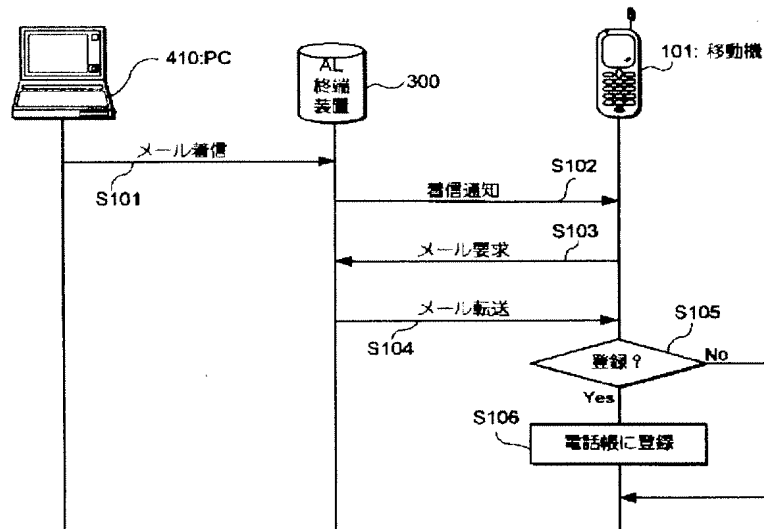 410:PC
AL
終端
装置
300
101: 移動機
メール着信
S101
着信通知
S102
メール要求
S103
メール転送
S104
登録？
S105
No
Yes
電話帳に登録
S106